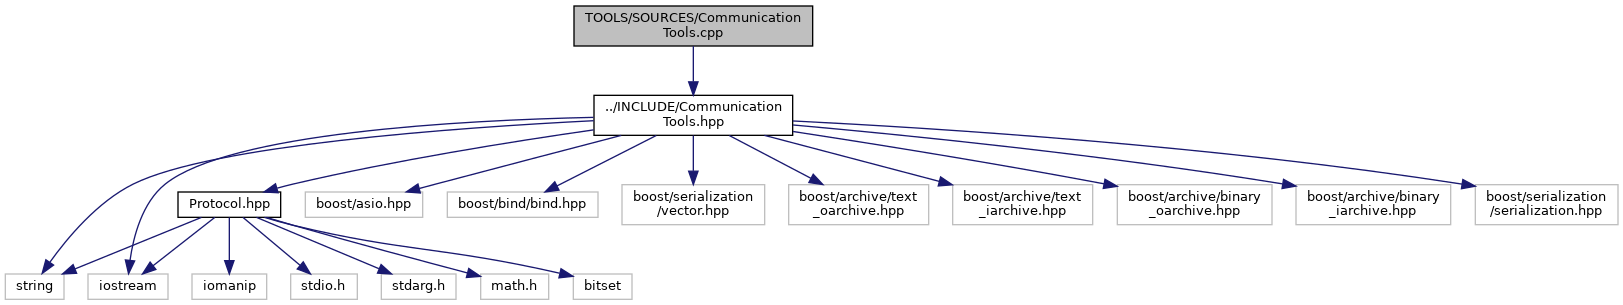 TOOLS/SOURCES/Communication
Tools.cpp
../INCLUDE/Communication
Tools.hpp
Protocol.hpp
boost/asio.hpp
boost/bind/bind.hpp
boost/serialization
/vector.hpp
boost/archive/text
_oarchive.hpp
boost/archive/text
_iarchive.hpp
boost/archive/binary
_oarchive.hpp
boost/archive/binary
_iarchive.hpp
boost/serialization
/serialization.hpp
string
iostream
iomanip
stdio.h
stdarg.h
math.h
bitset